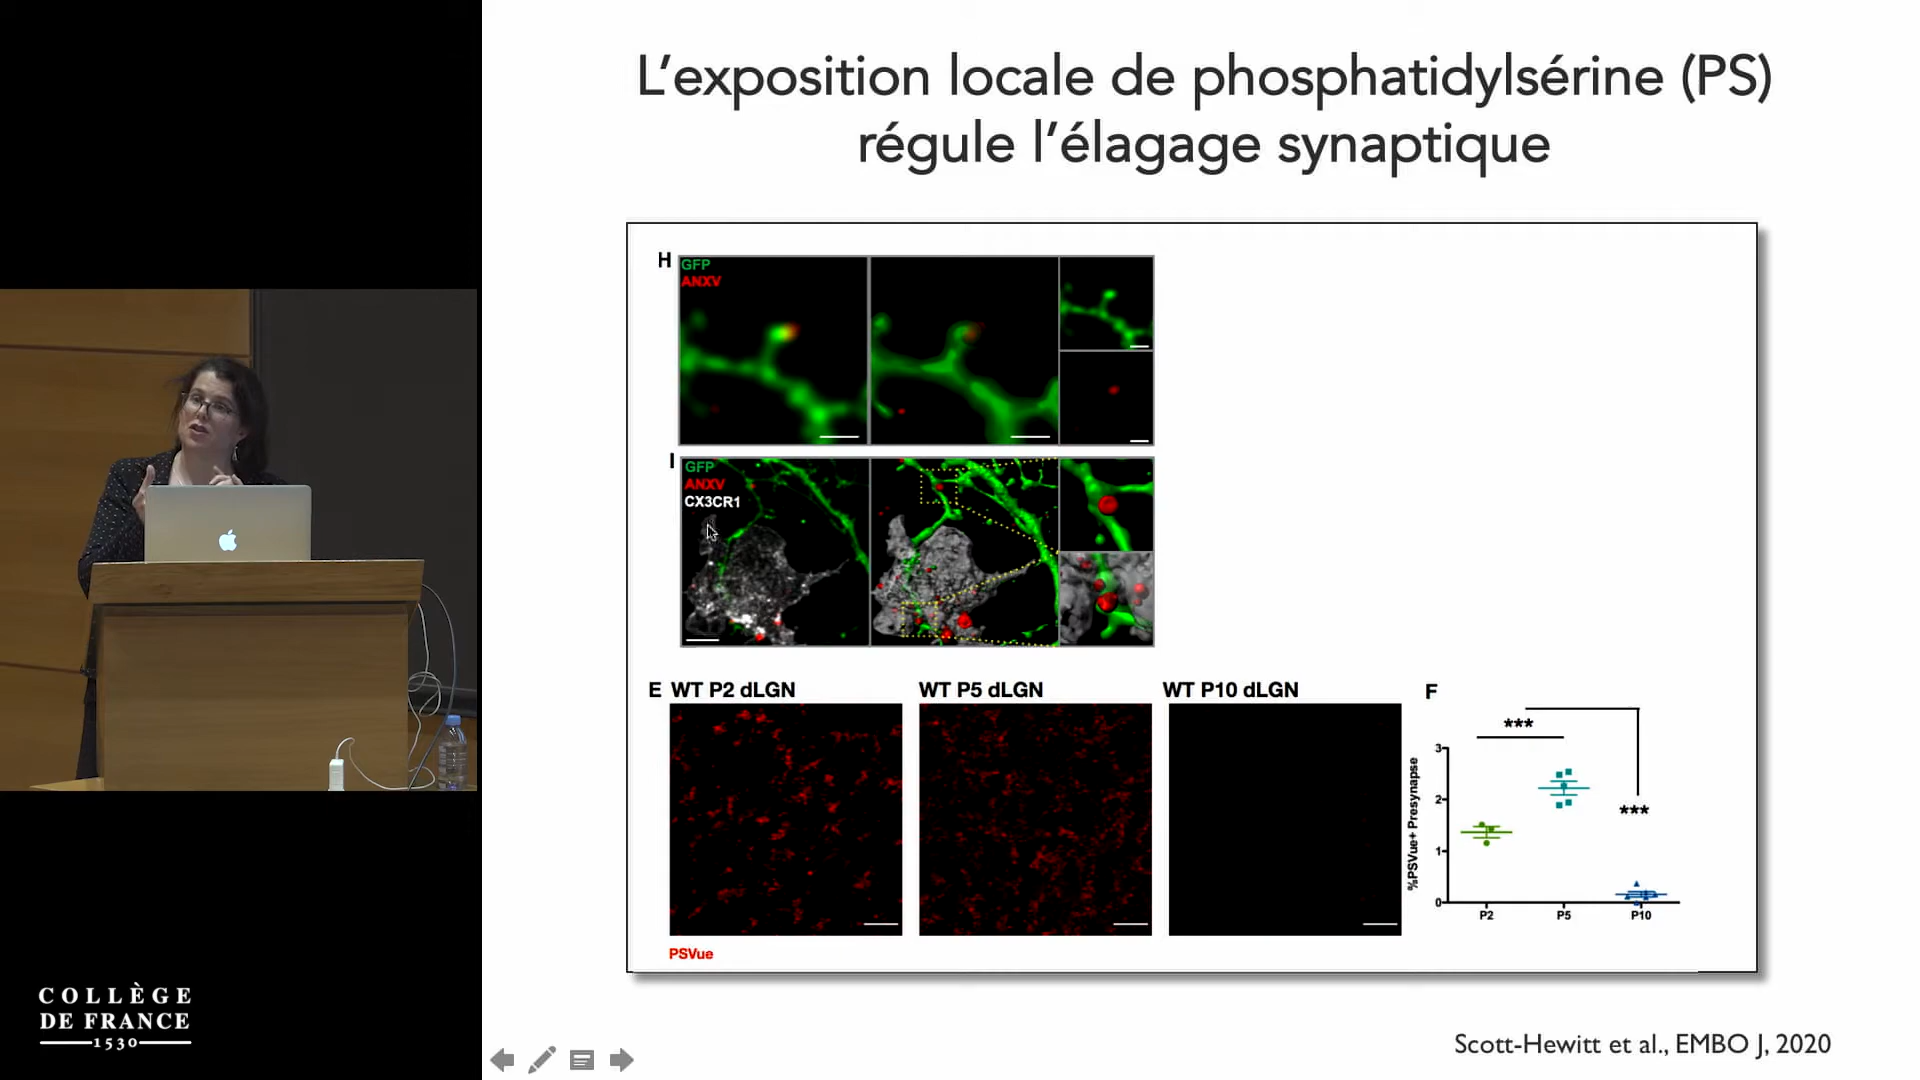 L'exposition locale de phosphatidylsérine (PS)
régule l'élagage synaptique
H
GFP
ANXV
I
GFP
ANXV
CX3CR1
E WT P2 dLGN
WT P5 dLGN
WT P10 dLGN
PSVue
F
***
***
%PSVue+ Presynapse
3
2
1
0
P2
P5
P10
Scott-Hewitt et al., EMBO J, 2020
COLLÈGE
DE FRANCE
1530